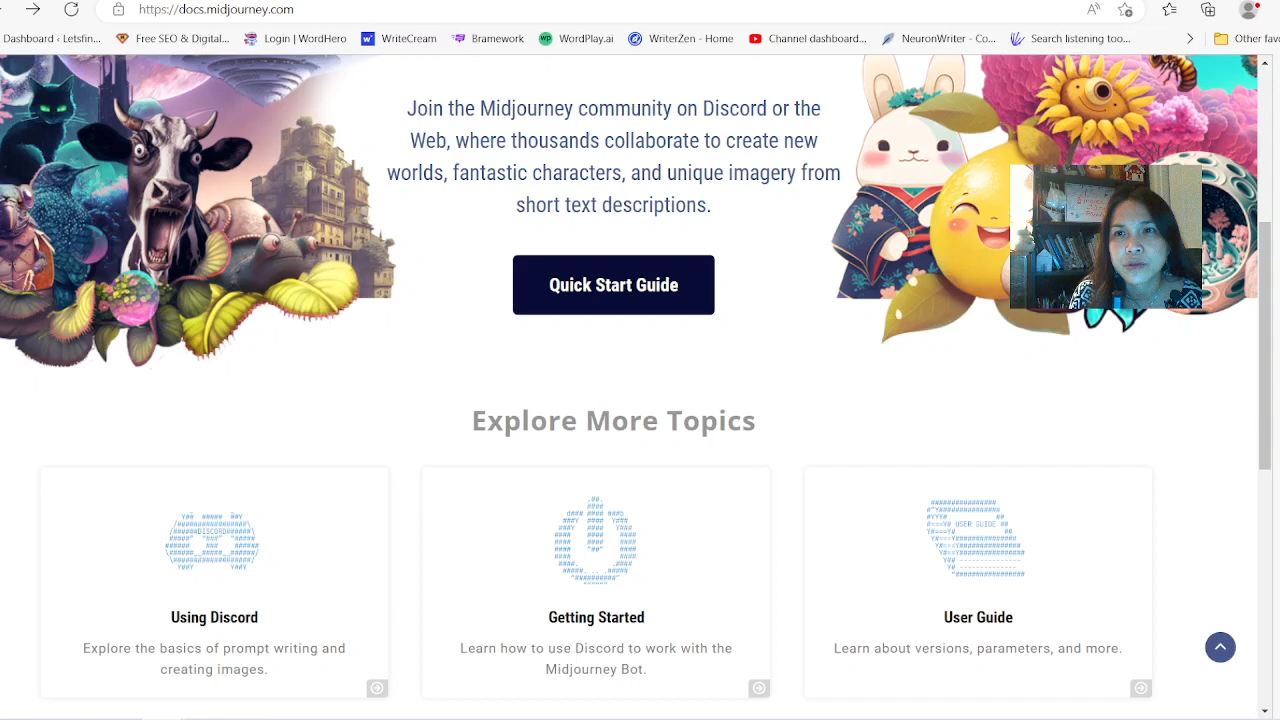 https://docs.midjourney.com
Dashboard ‹ Letsfin...
Free SEO & Digital...
Login | WordHero
WriteCream
Bramework
WordPlay.ai
WriterZen - Home
Channel dashboard...
NeuronWriter - Co...
Search listening too...
Other fav
Join the Midjourney community on Discord or the
Web, where thousands collaborate to create new
worlds, fantastic characters, and unique imagery from
short text descriptions.
Quick Start Guide
Explore More Topics
DISCORD
USER GUIDE
Using Discord
Getting Started
User Guide
Explore the basics of prompt writing and
creating images.
Learn how to use Discord to work with the
Midjourney Bot.
Learn about versions, parameters, and more.